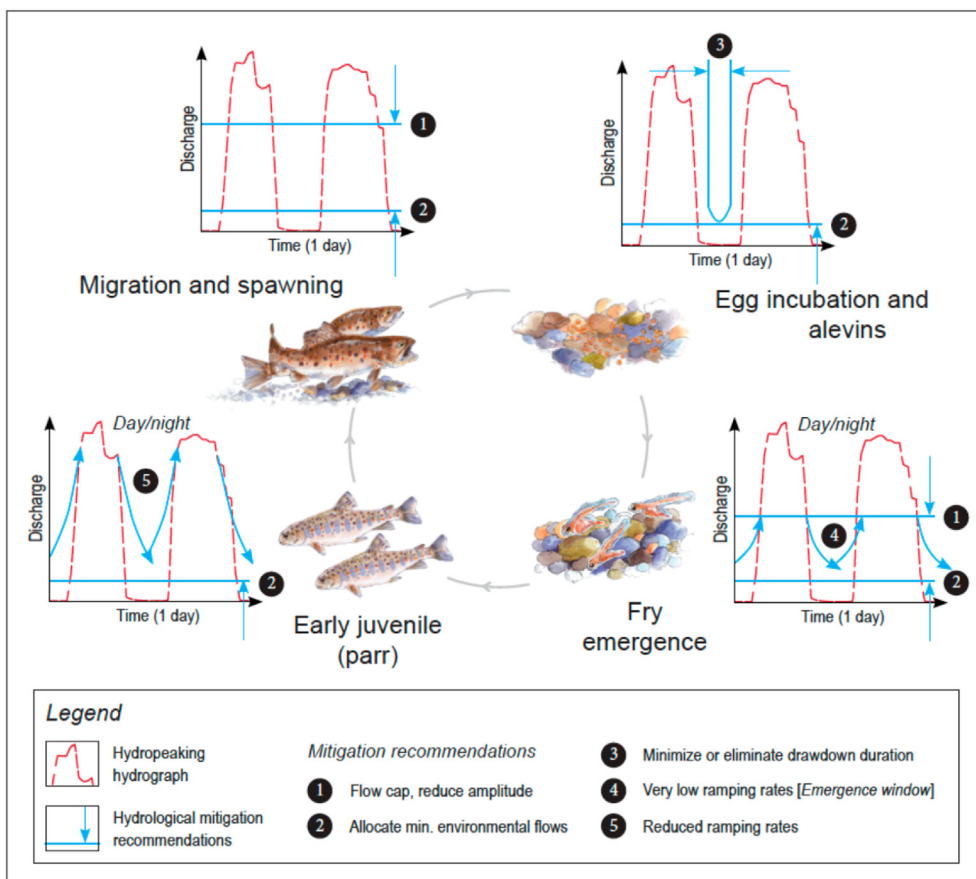 3
Discharge
1
2
Time (1 day)
Migration and spawning
Discharge
2
Time (1 day)
Egg incubation and
alevins
Day/night
5
Discharge
2
Time (1 day)
Early juvenile
(parr)
Day/night
Discharge
1
4
2
Time (1 day)
Fry
emergence
Legend
Hydropeaking
hydrograph
Hydrological mitigation
recommendations
Mitigation recommendations
1 Flow cap, reduce amplitude
2 Allocate min. environmental flows
3 Minimize or eliminate drawdown duration
4 Very low ramping rates [Emergence window]
5 Reduced ramping rates